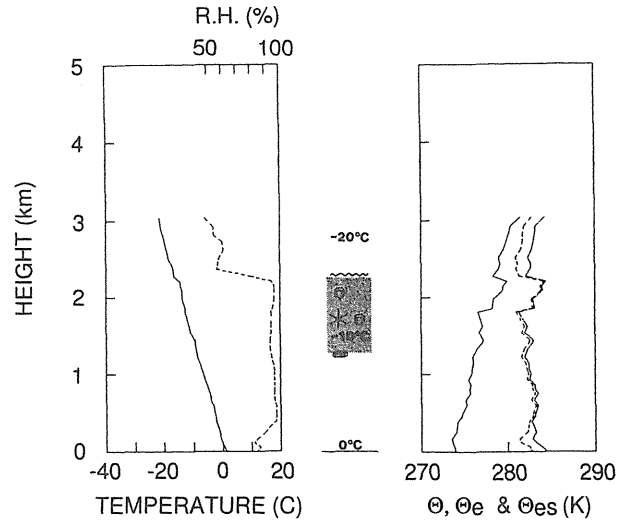 R.H. (%)
50 100
5
4
3
2
1
0
HEIGHT (km)
-40 -20 0 20
TEMPERATURE (C)
-20°C
-10°C
0°C
270 280 290
Θ, Θe & Θes (K)